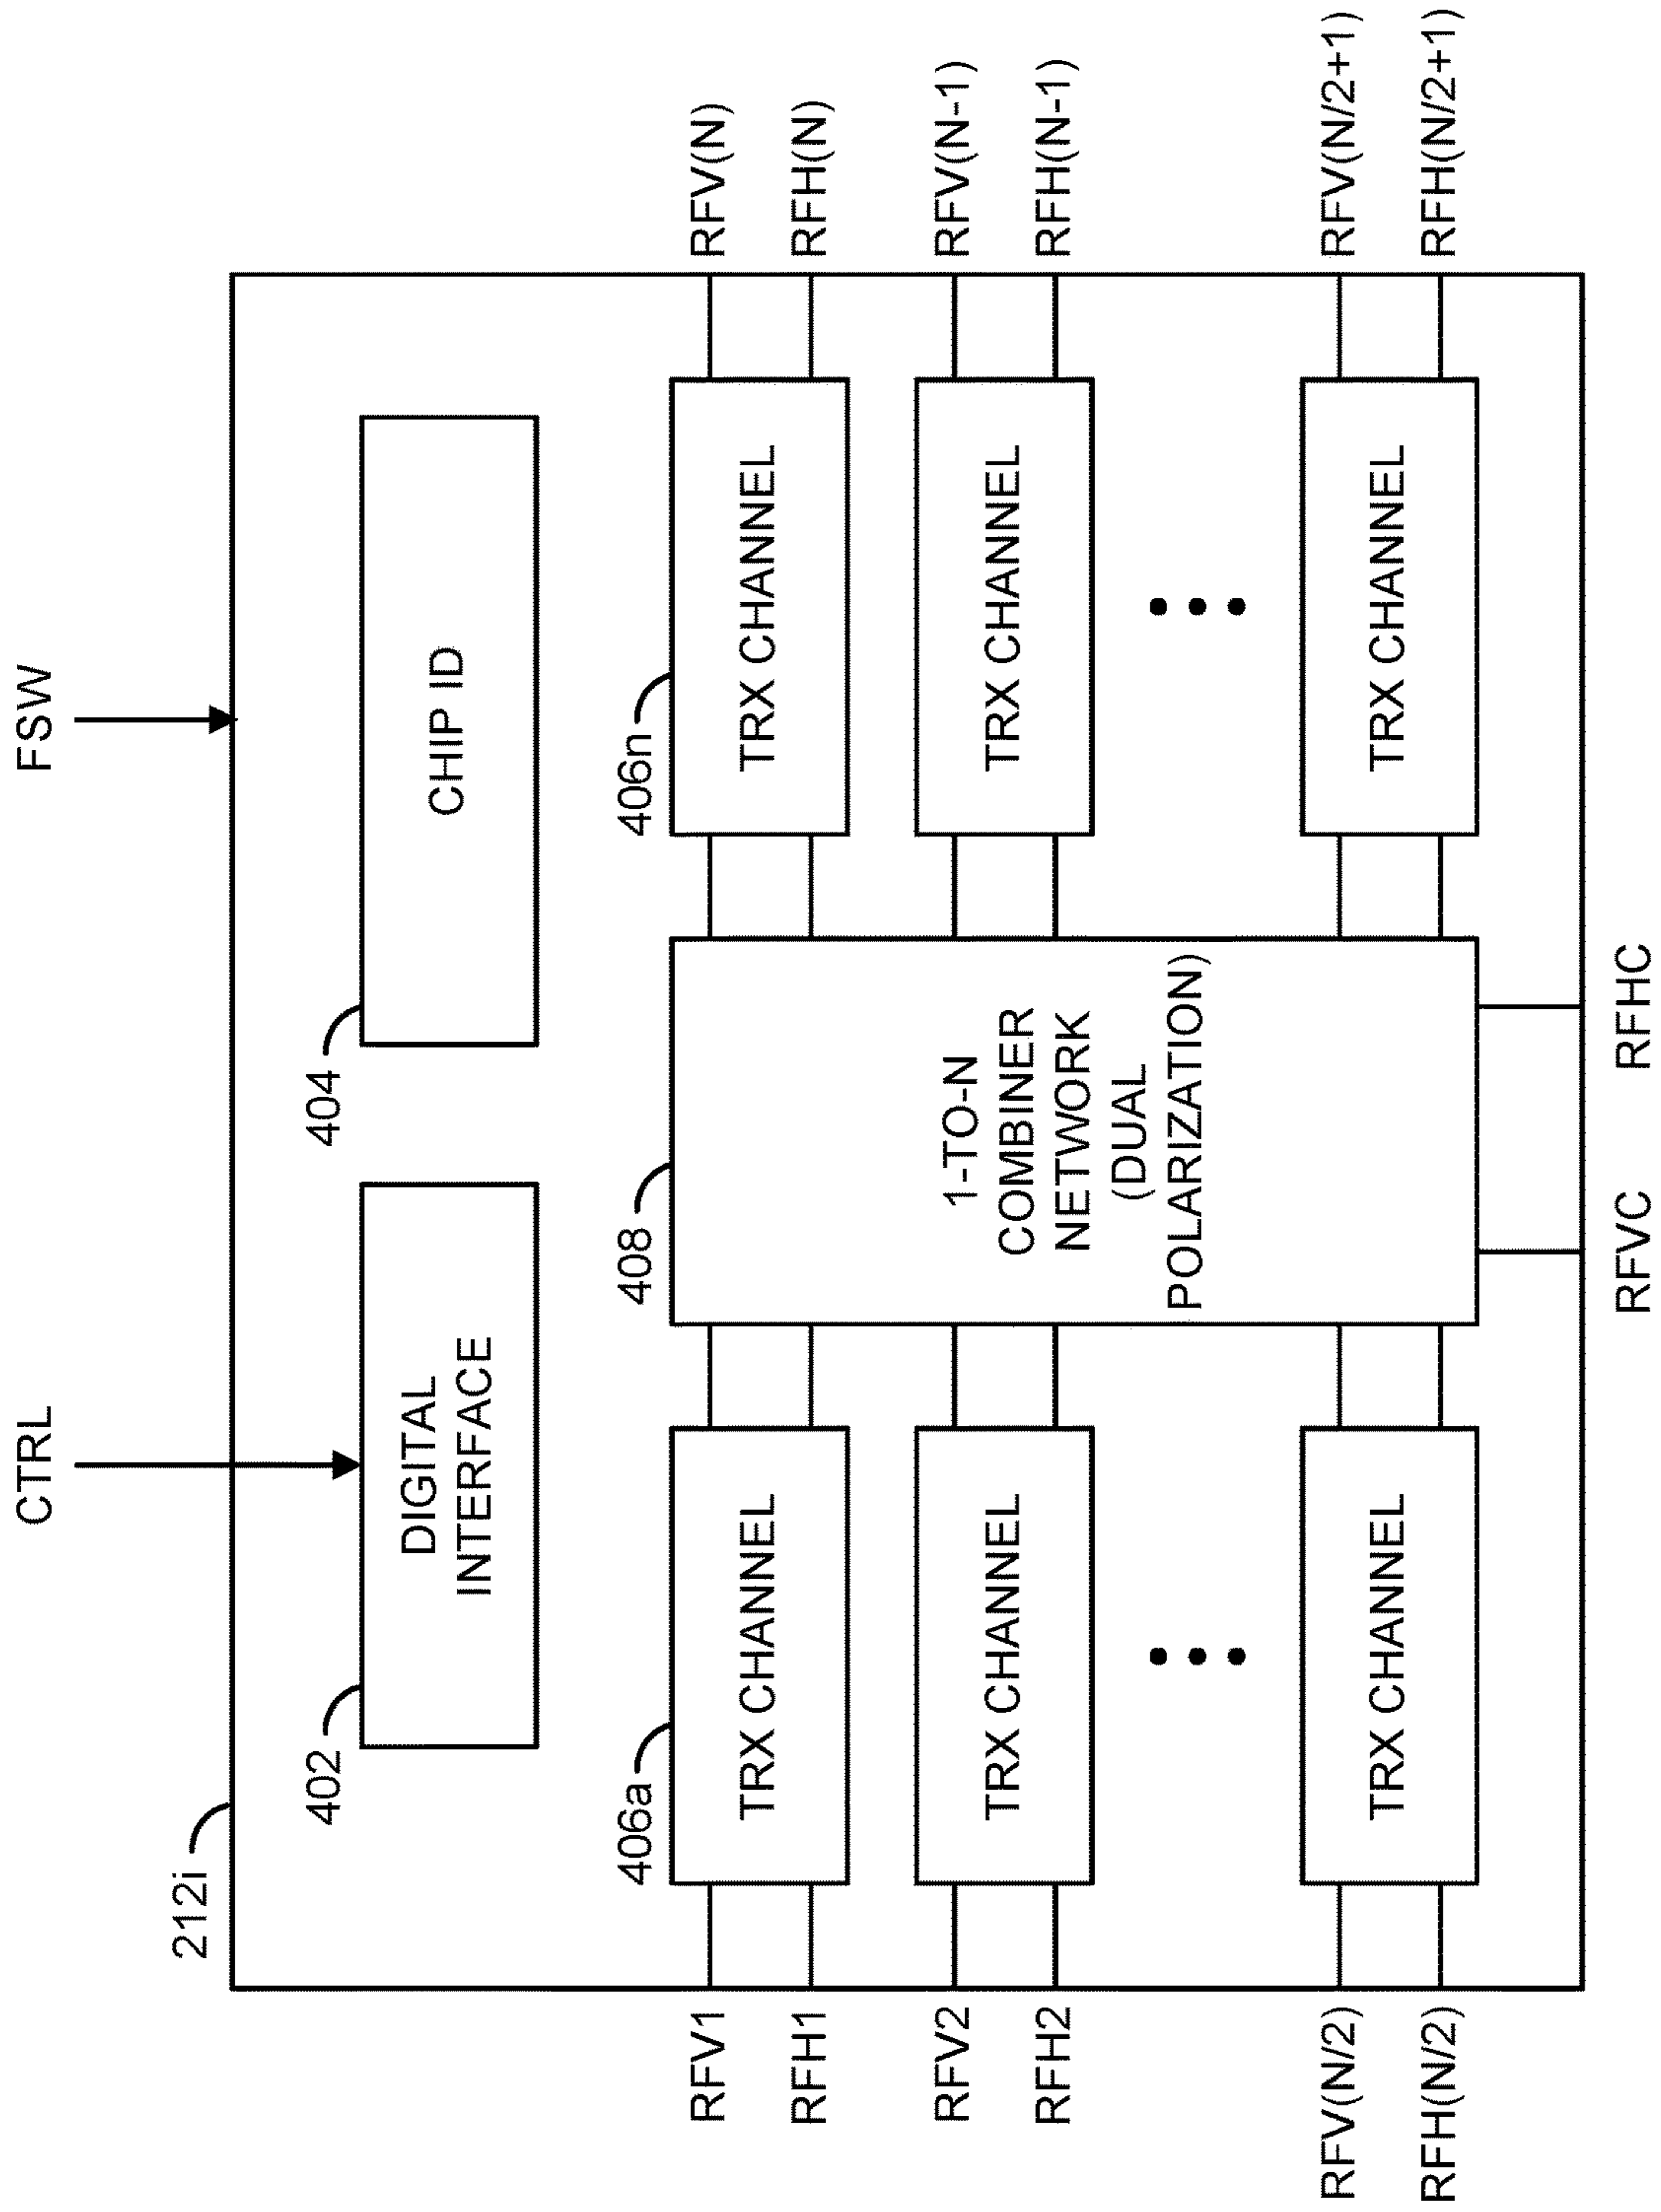 CTRL
FSW
212i
402
DIGITAL
INTERFACE
404
CHIP ID
406a
TRX CHANNEL
408
1-TO-N
COMBINER
NETWORK
(DUAL
POLARIZATION)
406n
TRX CHANNEL
RFV1
RFH1
RFV(N)
RFH(N)
TRX CHANNEL
TRX CHANNEL
RFV2
RFH2
RFV(N-1)
RFH(N-1)
TRX CHANNEL
TRX CHANNEL
RFV(N/2)
RFH(N/2)
RFV(N/2+1)
RFH(N/2+1)
RFVC
RFHC